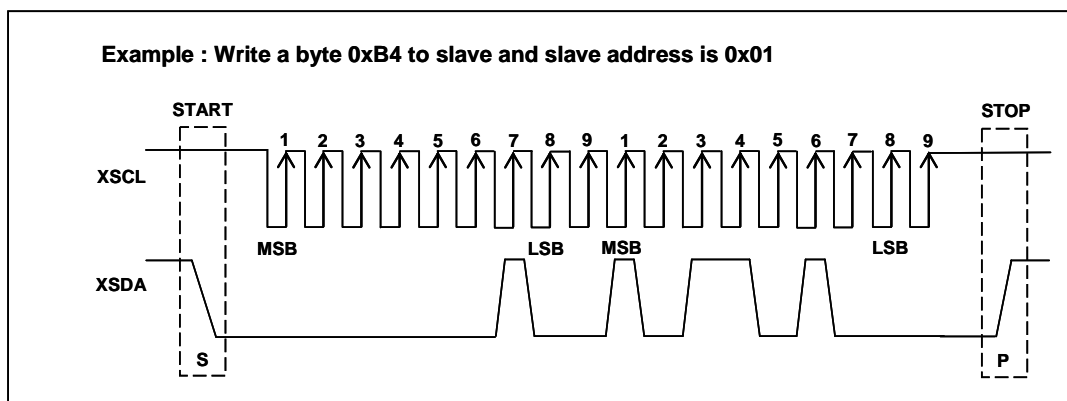 Example : Write a byte 0xB4 to slave and slave address is 0x01
START
STOP
1 2 3 4 5 6 7 8 9 1 2 3 4 5 6 7 8 9
XSCL
MSB LSB MSB LSB
XSDA
S P